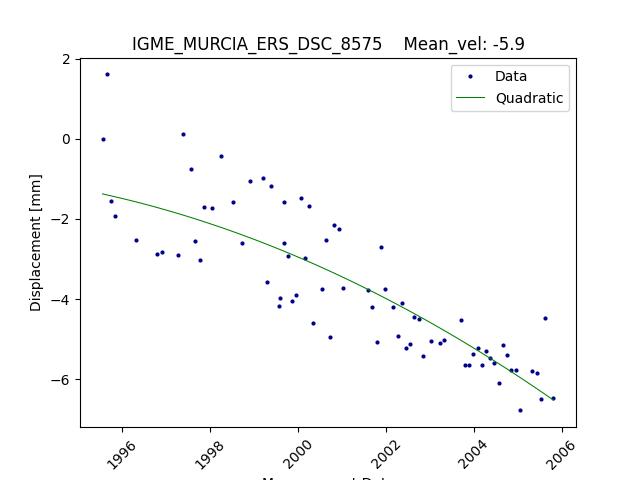 IGME_MURCIA_ERS_DSC_8575    Mean_vel: -5.9
Data
Quadratic
Displacement [mm]
2
0
−2
−4
−6
1996
1998
2000
2002
2004
2006